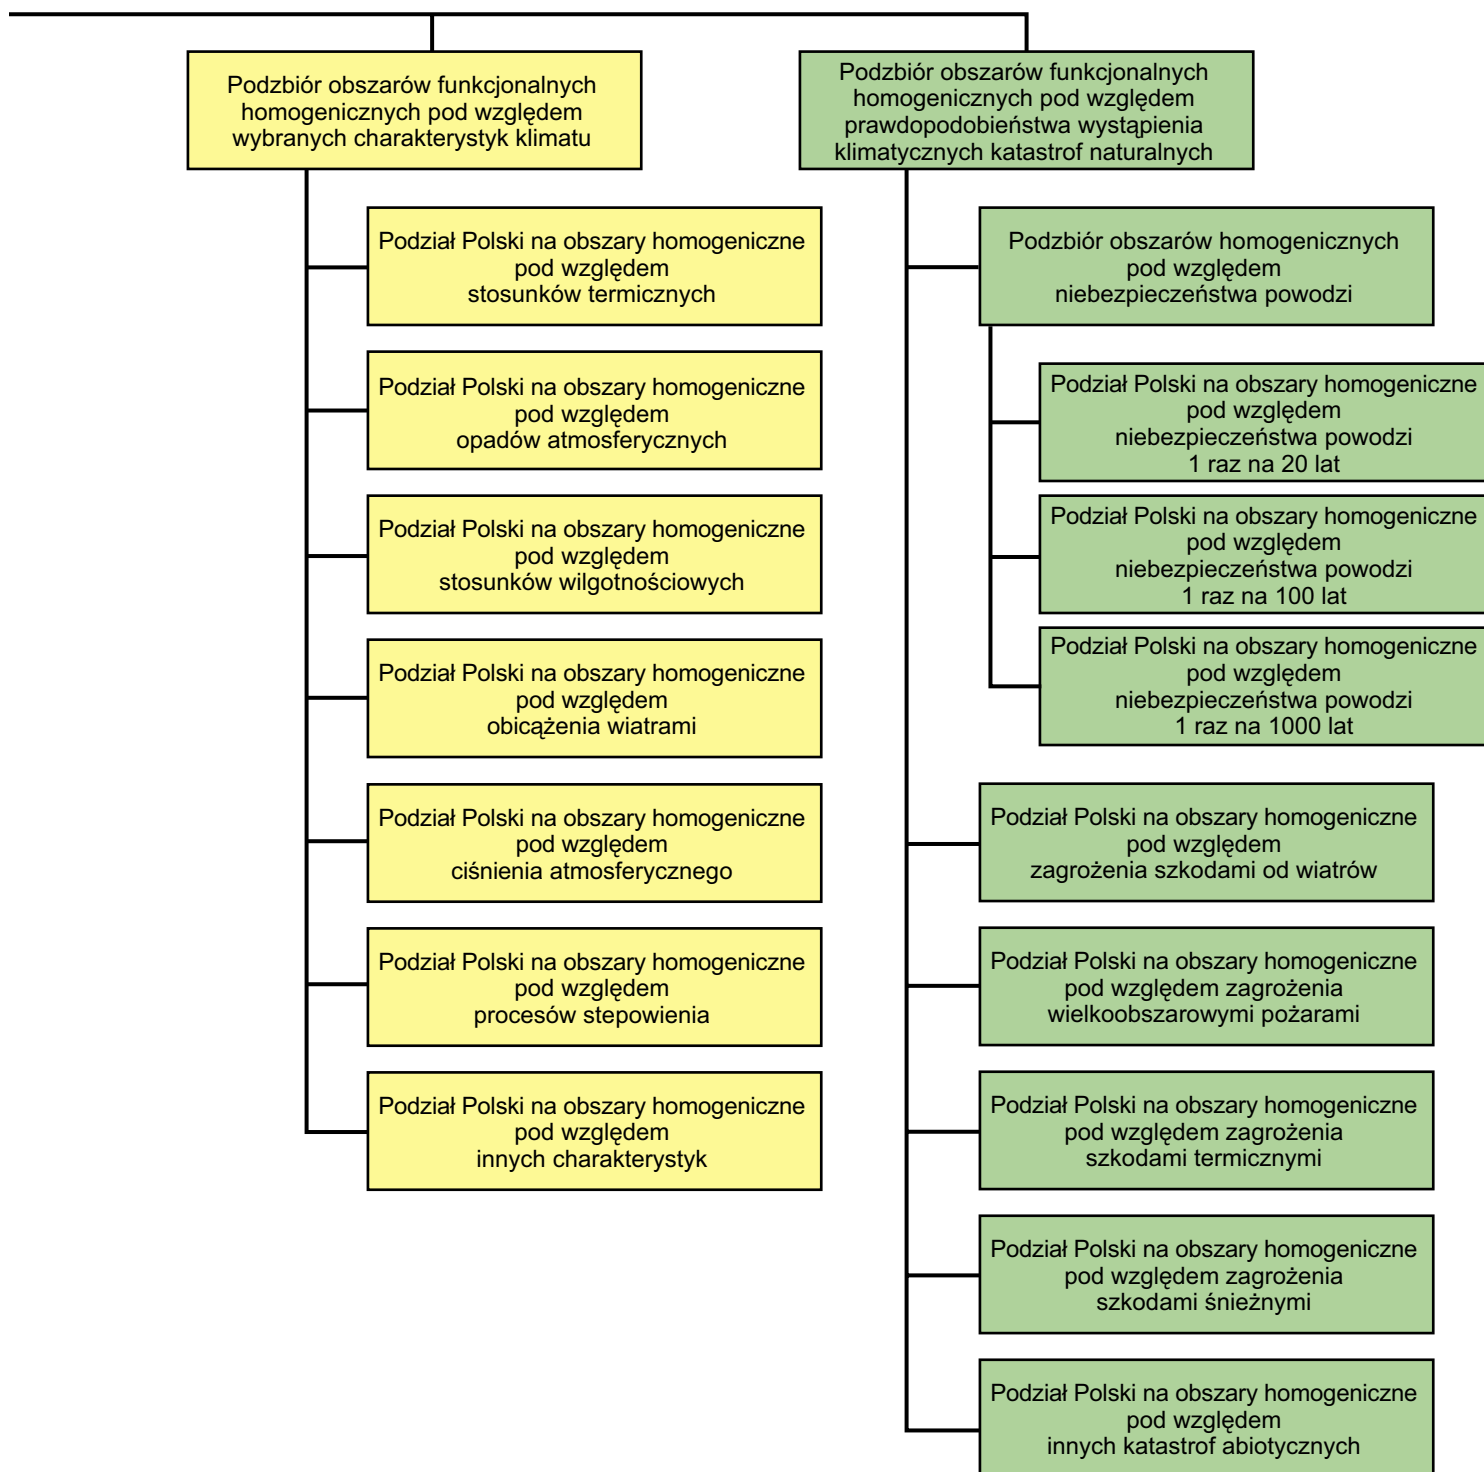 Podzbiór obszarów funkcjonalnych
homogenicznych pod względem
wybranych charakterystyk klimatu
Podział Polski na obszary homogeniczne
pod względem
stosunków termicznych
Podział Polski na obszary homogeniczne
pod względem
opadów atmosferycznych
Podział Polski na obszary homogeniczne
pod względem
stosunków wilgotnościowych
Podział Polski na obszary homogeniczne
pod względem
obicążenia wiatrami
Podział Polski na obszary homogeniczne
pod względem
ciśnienia atmosferycznego
Podział Polski na obszary homogeniczne
pod względem
procesów stepowienia
Podział Polski na obszary homogeniczne
pod względem
innych charakterystyk
Podzbiór obszarów funkcjonalnych
homogenicznych pod względem
prawdopodobieństwa wystąpienia
klimatycznych katastrof naturalnych
Podzbiór obszarów homogenicznych
pod względem
niebezpieczeństwa powodzi
Podział Polski na obszary homogeniczne
pod względem
niebezpieczeństwa powodzi
1 raz na 20 lat
Podział Polski na obszary homogeniczne
pod względem
niebezpieczeństwa powodzi
1 raz na 100 lat
Podział Polski na obszary homogeniczne
pod względem
niebezpieczeństwa powodzi
1 raz na 1000 lat
Podział Polski na obszary homogeniczne
pod względem
zagrożenia szkodami od wiatrów
Podział Polski na obszary homogeniczne
pod względem zagrożenia
wielkoobszarowymi pożarami
Podział Polski na obszary homogeniczne
pod względem zagrożenia
szkodami termicznymi
Podział Polski na obszary homogeniczne
pod względem zagrożenia
szkodami śnieżnymi
Podział Polski na obszary homogeniczne
pod względem
innych katastrof abiotycznych